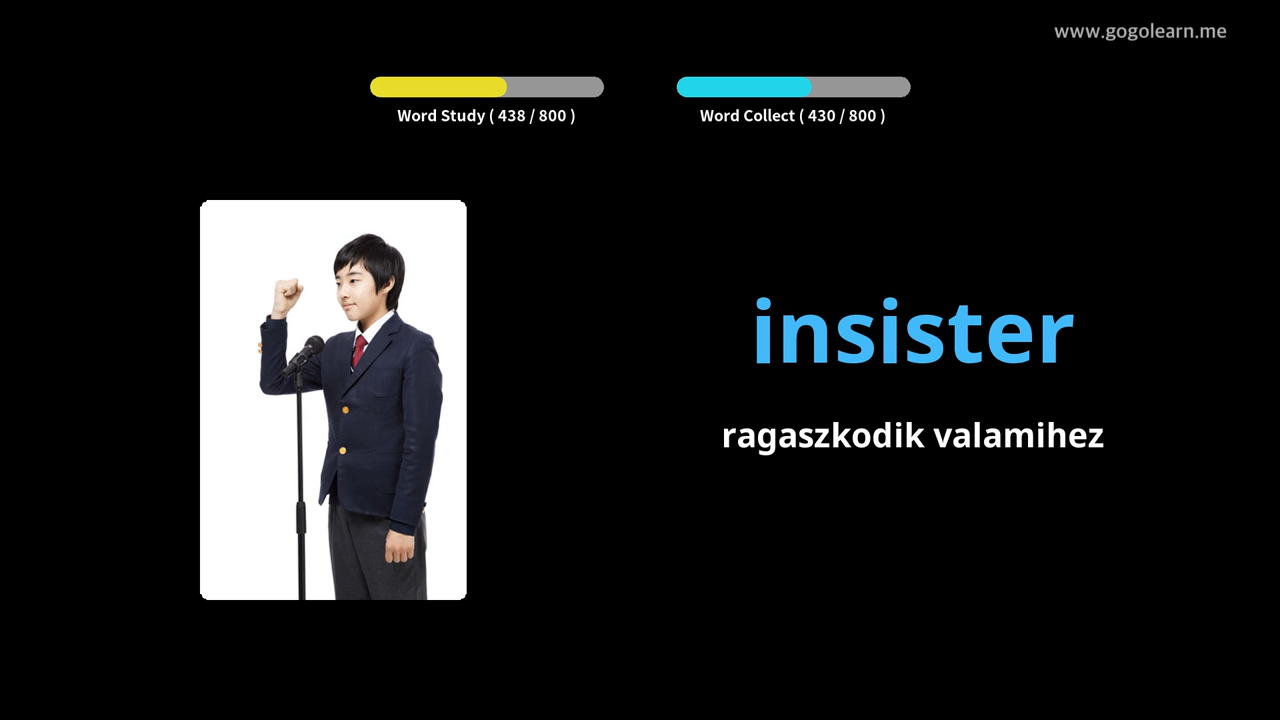 www.gogolearn.me
Word Study ( 438 / 800 )
Word Collect ( 430 / 800 )
insister
ragaszkodik valamihez